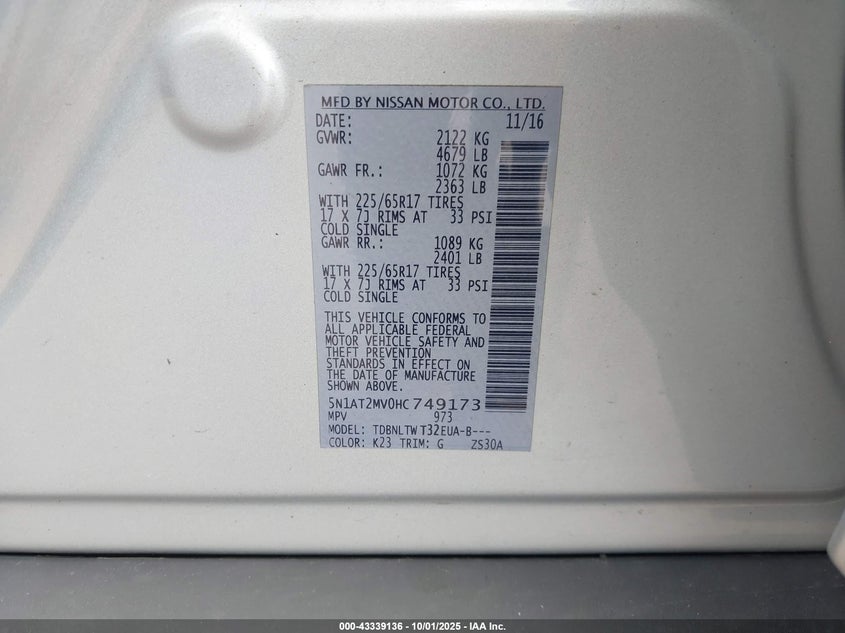 MFD BY NISSAN MOTOR CO., LTD.
DATE: 11/16
GVWR: 2122 KG
4679 LB
GAWR FR.: 1072 KG
2363 LB
WITH 225/65R17 TIRES
17 X 7J RIMS AT 33 PSI
COLD SINGLE
GAWR RR.: 1089 KG
2401 LB
WITH 225/65R17 TIRES
17 X 7J RIMS AT 33 PSI
COLD SINGLE
THIS VEHICLE CONFORMS TO
ALL APPLICABLE FEDERAL
MOTOR VEHICLE SAFETY AND
THEFT PREVENTION
STANDARDS IN EFFECT ON
THE DATE OF MANUFACTURE
SHOWN ABOVE.
5N1AT2MV0HC749173
MPV 973
MODEL: TDBNLTW T32EUA-B---
COLOR: K23 TRIM: G ZS30A
000-43339136 - 10/01/2025 - IAA Inc.